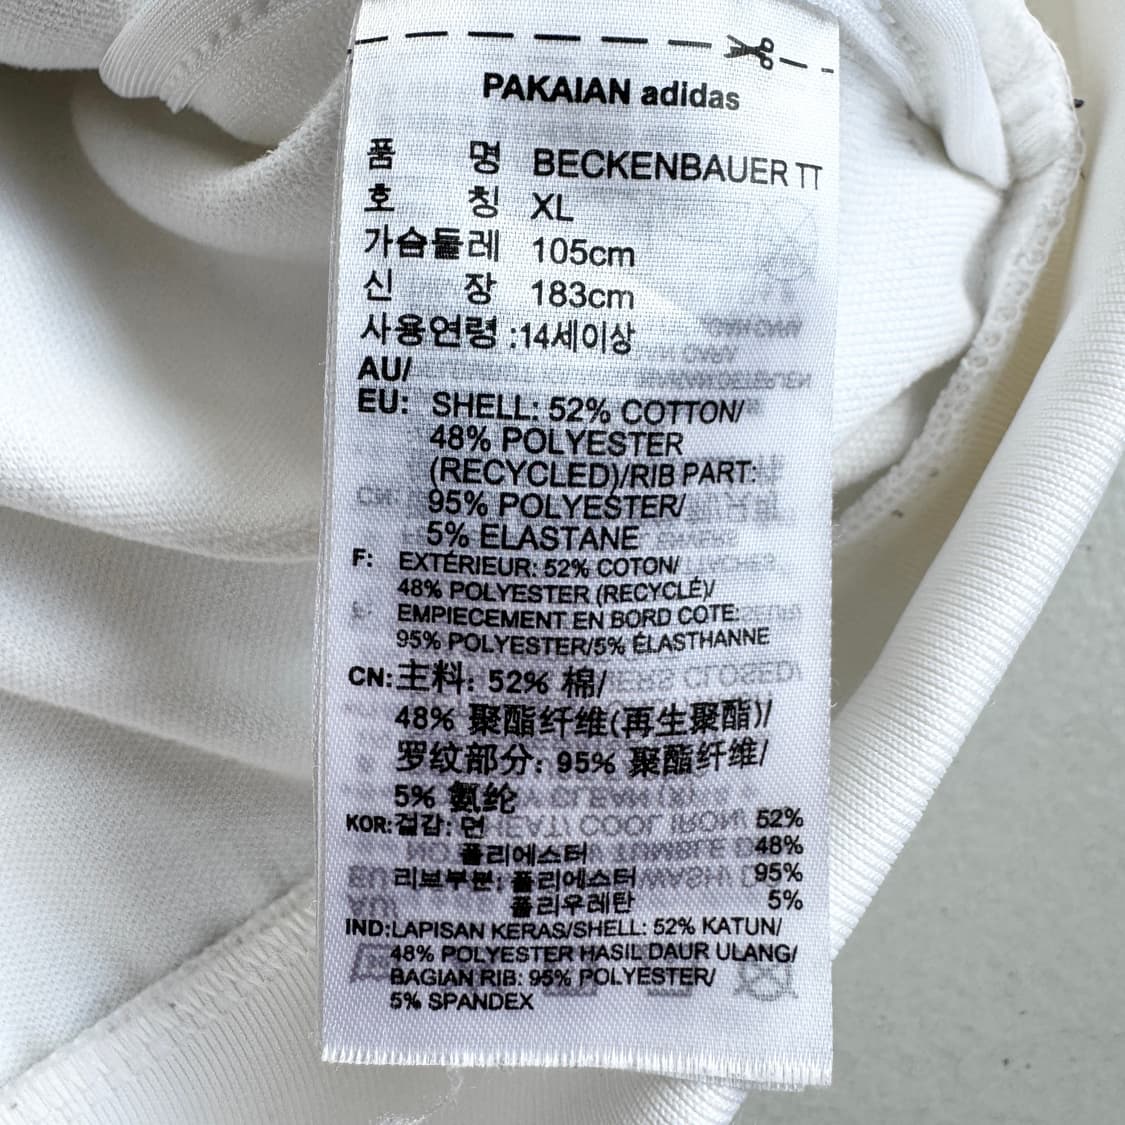 PAKAIAN adidas
품 명 BECKENBAUER TT
호 칭 XL
가슴둘레 105cm
신 장 183cm
사용연령 :14세이상
AU/
EU: SHELL: 52% COTTON/
48% POLYESTER
(RECYCLED)/RIB PART:
95% POLYESTER/
5% ELASTANE
F: EXTÉRIEUR: 52% COTON/
48% POLYESTER (RECYCLÉ)/
EMPIECEMENT EN BORD COTE:
95% POLYESTER/5% ÉLASTHANNE
CN: 主料: 52% 棉/
48% 聚酯纤维(再生聚酯)/
罗纹部分: 95% 聚酯纤维/
5% 氨纶
KOR: 겉감: 면 52%
폴리에스터 48%
리브부분: 폴리에스터 95%
폴리우레탄 5%
IND: LAPISAN KERAS/SHELL: 52% KATUN/
48% POLYESTER HASIL DAUR ULANG/
BAGIAN RIB: 95% POLYESTER/
5% SPANDEX